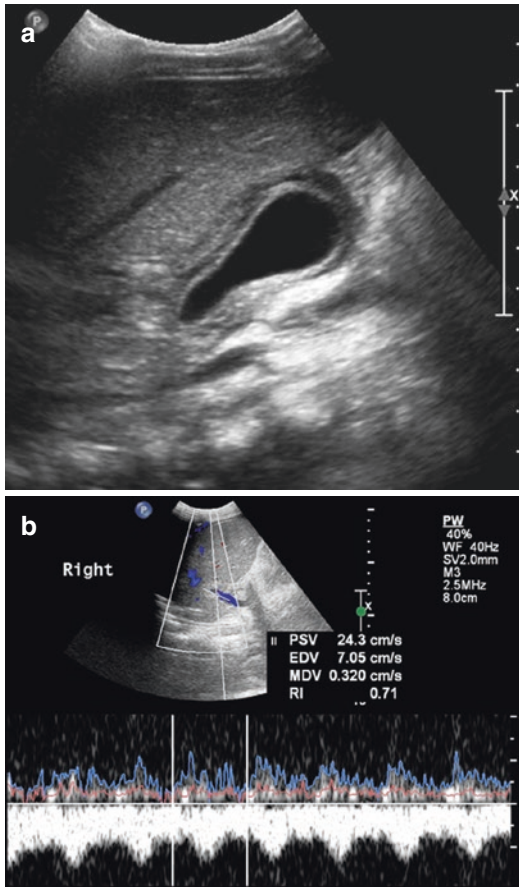 a
P
X
b
P
Right
X
PW
40%
WF 40Hz
SV2.0mm
M3
2.5MHz
8.0cm
PSV 24.3 cm/s
EDV 7.05 cm/s
MDV 0.320 cm/s
RI 0.71